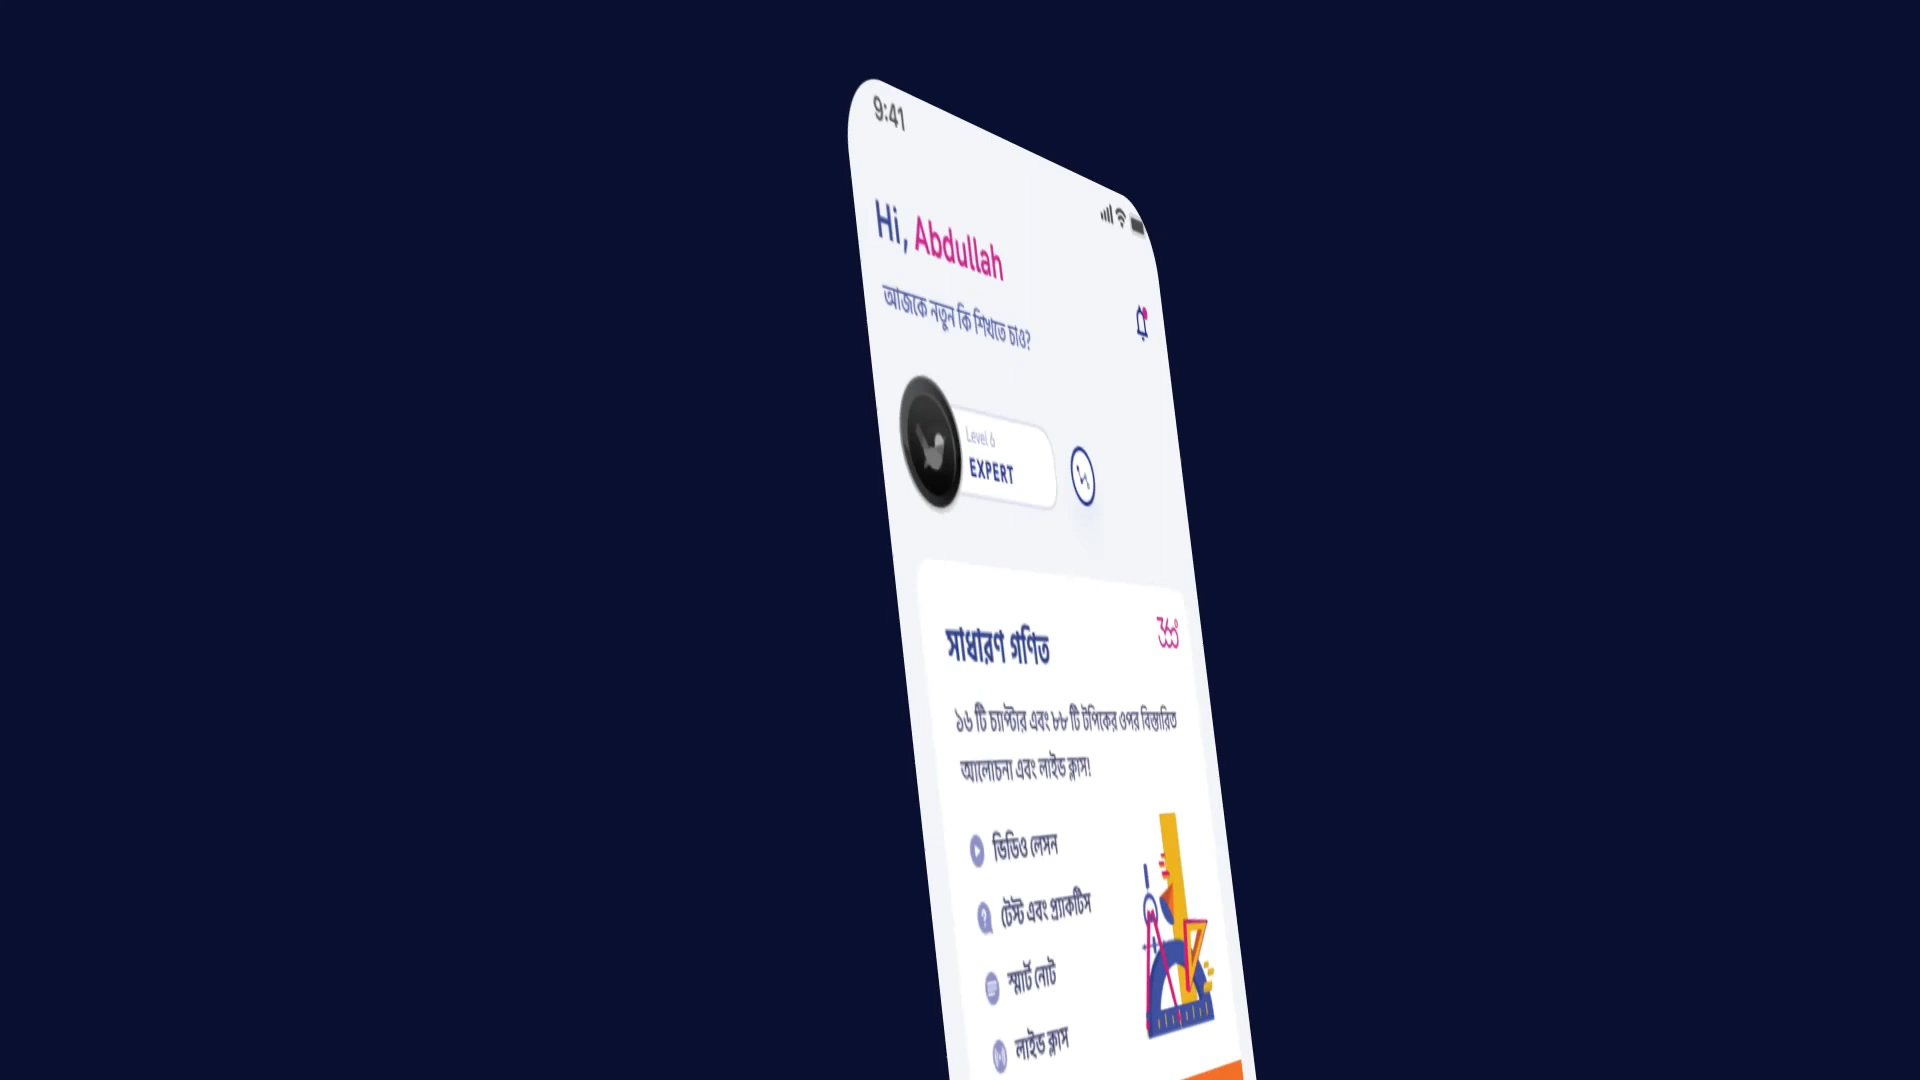 9:41
Hi, Abdullah
আজকে নতুন কি শিখতে চাও?
Level 6
EXPERT
সাধারণ গণিত
360°
১৬ টি চ্যাপ্টার এবং ৮৮ টি টপিকের ওপর বিস্তারিত
আলোচনা এবং লাইভ ক্লাস!
ভিডিও লেসন
টেস্ট এবং প্র্যাকটিস
স্মার্ট নোট
লাইভ ক্লাস